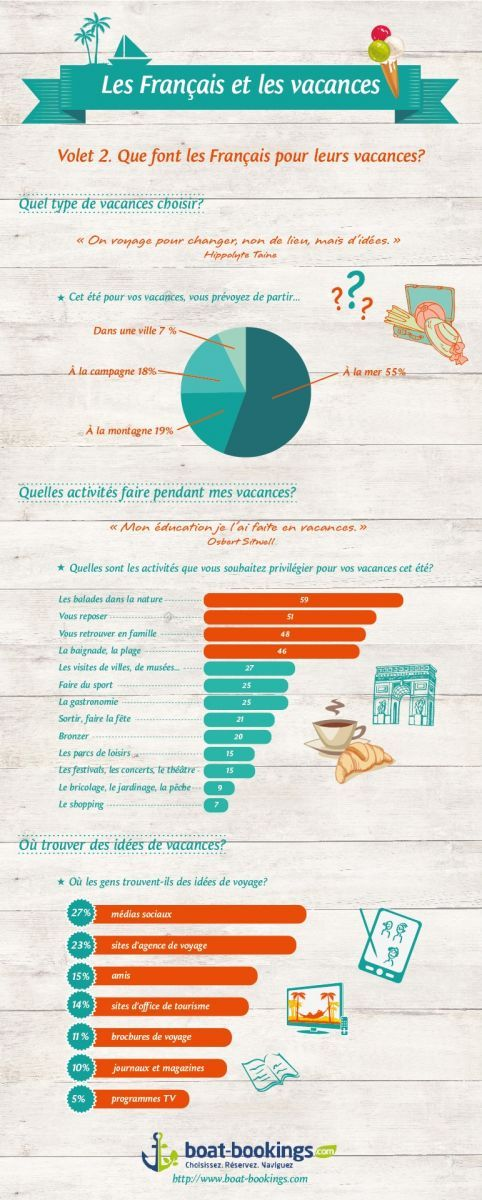 Les Français et les vacances
Volet 2. Que font les Français pour leurs vacances?
Quel type de vacances choisir?
« On voyage pour changer, non de lieu, mais d'idées. »
Hippolyte Taine
★ Cet été pour vos vacances, vous prévoyez de partir...
???
Dans une ville 7 %
À la campagne 18%
À la mer 55%
À la montagne 19%
Quelles activités faire pendant mes vacances?
« Mon éducation je l'ai faite en vacances. »
Osbert Sitwell
★ Quelles sont les activités que vous souhaitez privilégier pour vos vacances cet été?
Les balades dans la nature 59
Vous reposer 51
Vous retrouver en famille 48
La baignade, la plage 46
Les visites de villes, de musées... 27
Faire du sport 25
La gastronomie 25
Sortir, faire la fête 21
Bronzer 20
Les parcs de loisirs 15
Les festivals, les concerts, le théâtre 15
Le bricolage, le jardinage, la pêche 9
Le shopping 7
Où trouver des idées de vacances?
★ Où les gens trouvent-ils des idées de voyage?
27% médias sociaux
23% sites d'agence de voyage
15% amis
14% sites d'office de tourisme
11% brochures de voyage
10% journaux et magazines
5% programmes TV
boat-bookings.com
Choisissez. Réservez. Naviguez
http://www.boat-bookings.com